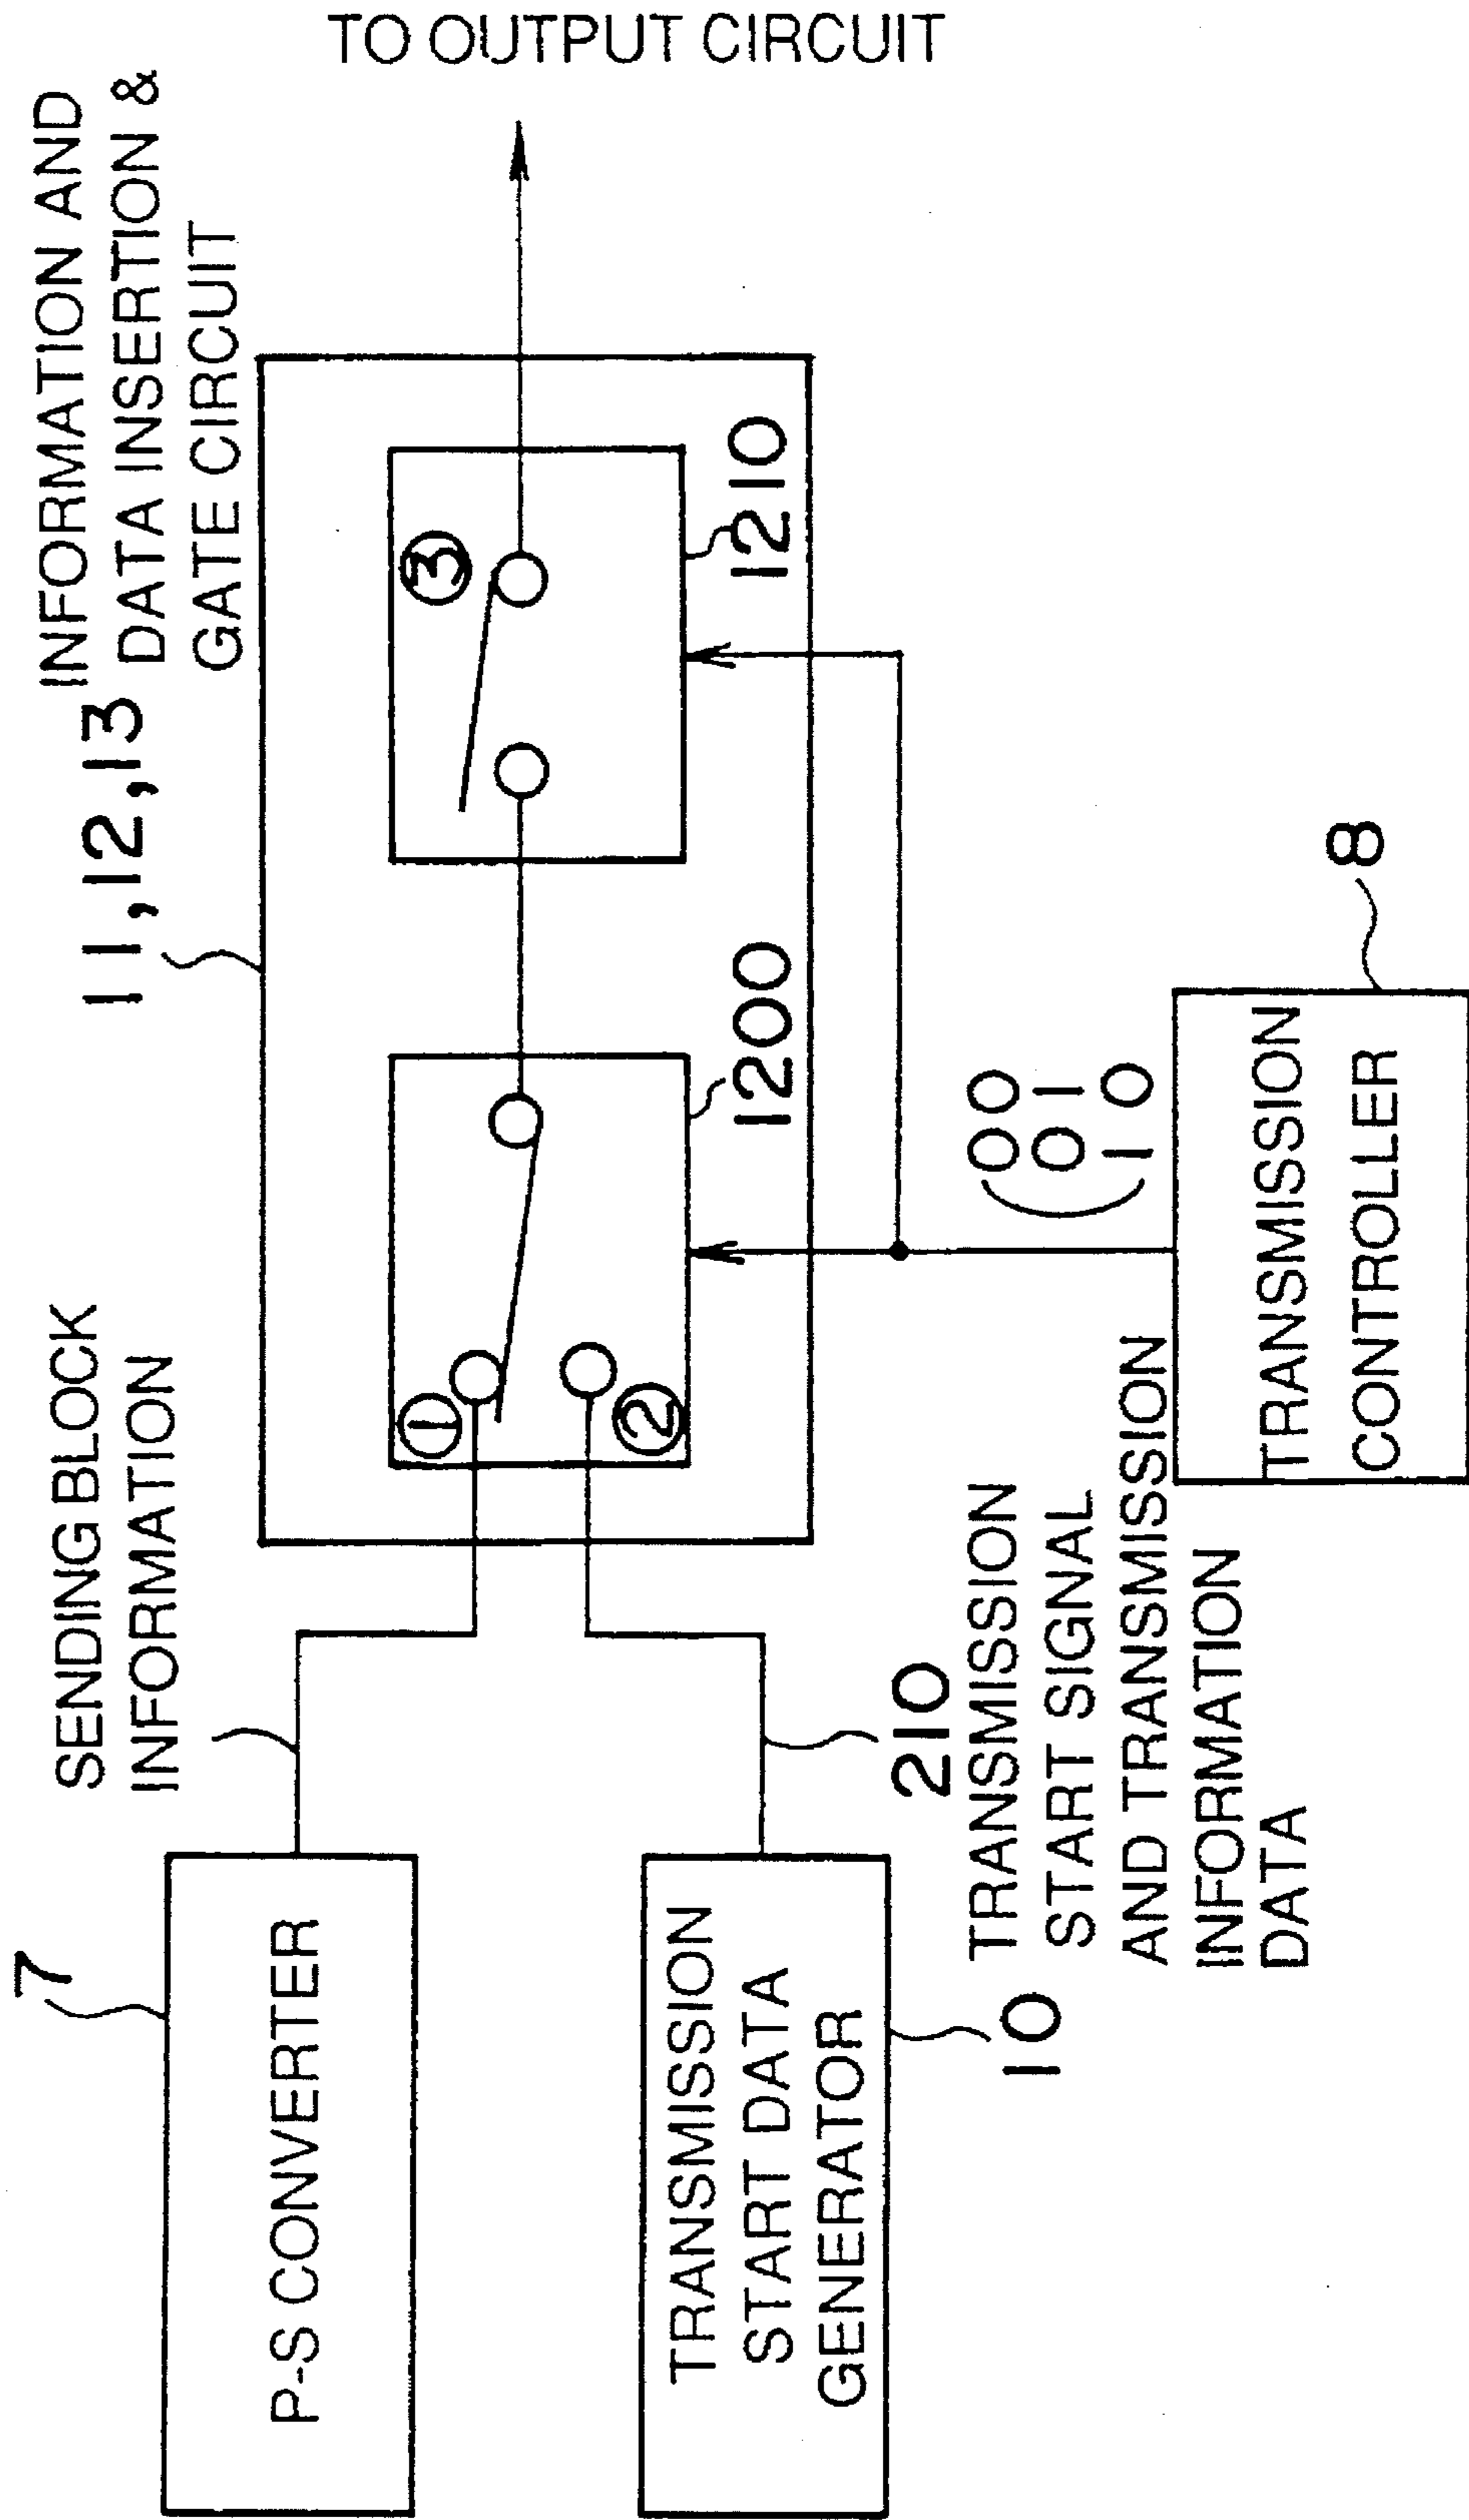 7
P-S CONVERTER
SENDING BLOCK
INFORMATION
11,12,13
INFORMATION AND
DATA INSERTION &
GATE CIRCUIT
TO OUTPUT CIRCUIT
①
②
1200
③
1210
TRANSMISSION
START DATA
GENERATOR
10
210
TRANSMISSION
START SIGNAL
AND TRANSMISSION
INFORMATION
DATA
(00
01
10
TRANSMISSION
CONTROLLER
8